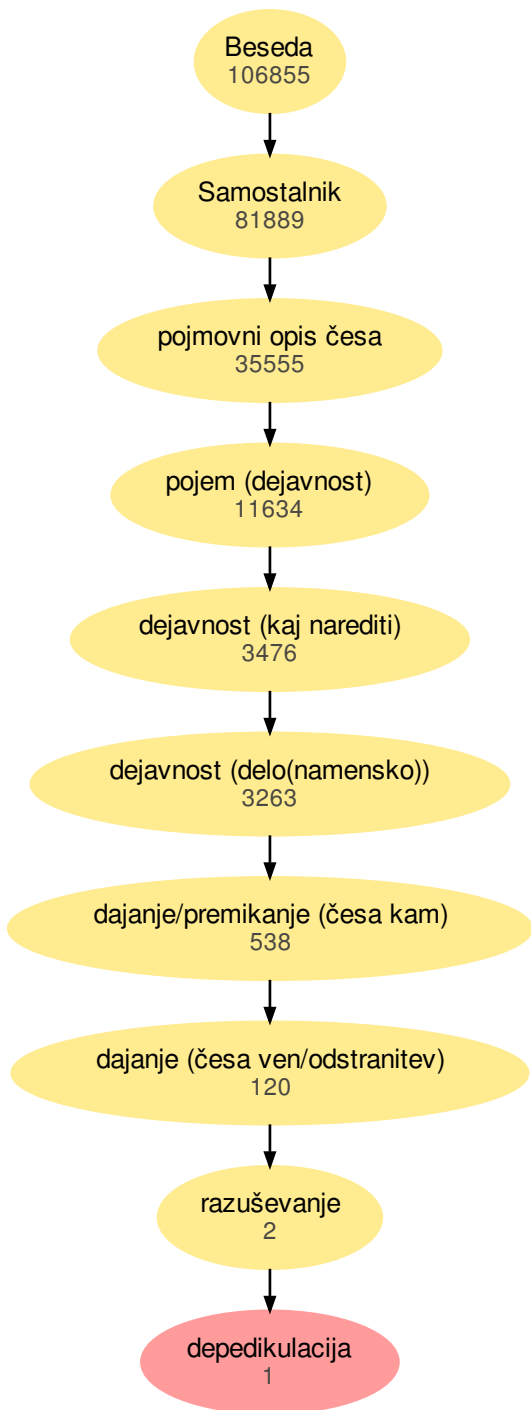 Beseda
106855
Samostalnik
81889
pojmovni opis česa
35555
pojem (dejavnost)
11634
dejavnost (kaj narediti)
3476
dejavnost (delo(namensko))
3263
dajanje/premikanje (česa kam)
538
dajanje (česa ven/odstranitev)
120
razuševanje
2
depedikulacija
1